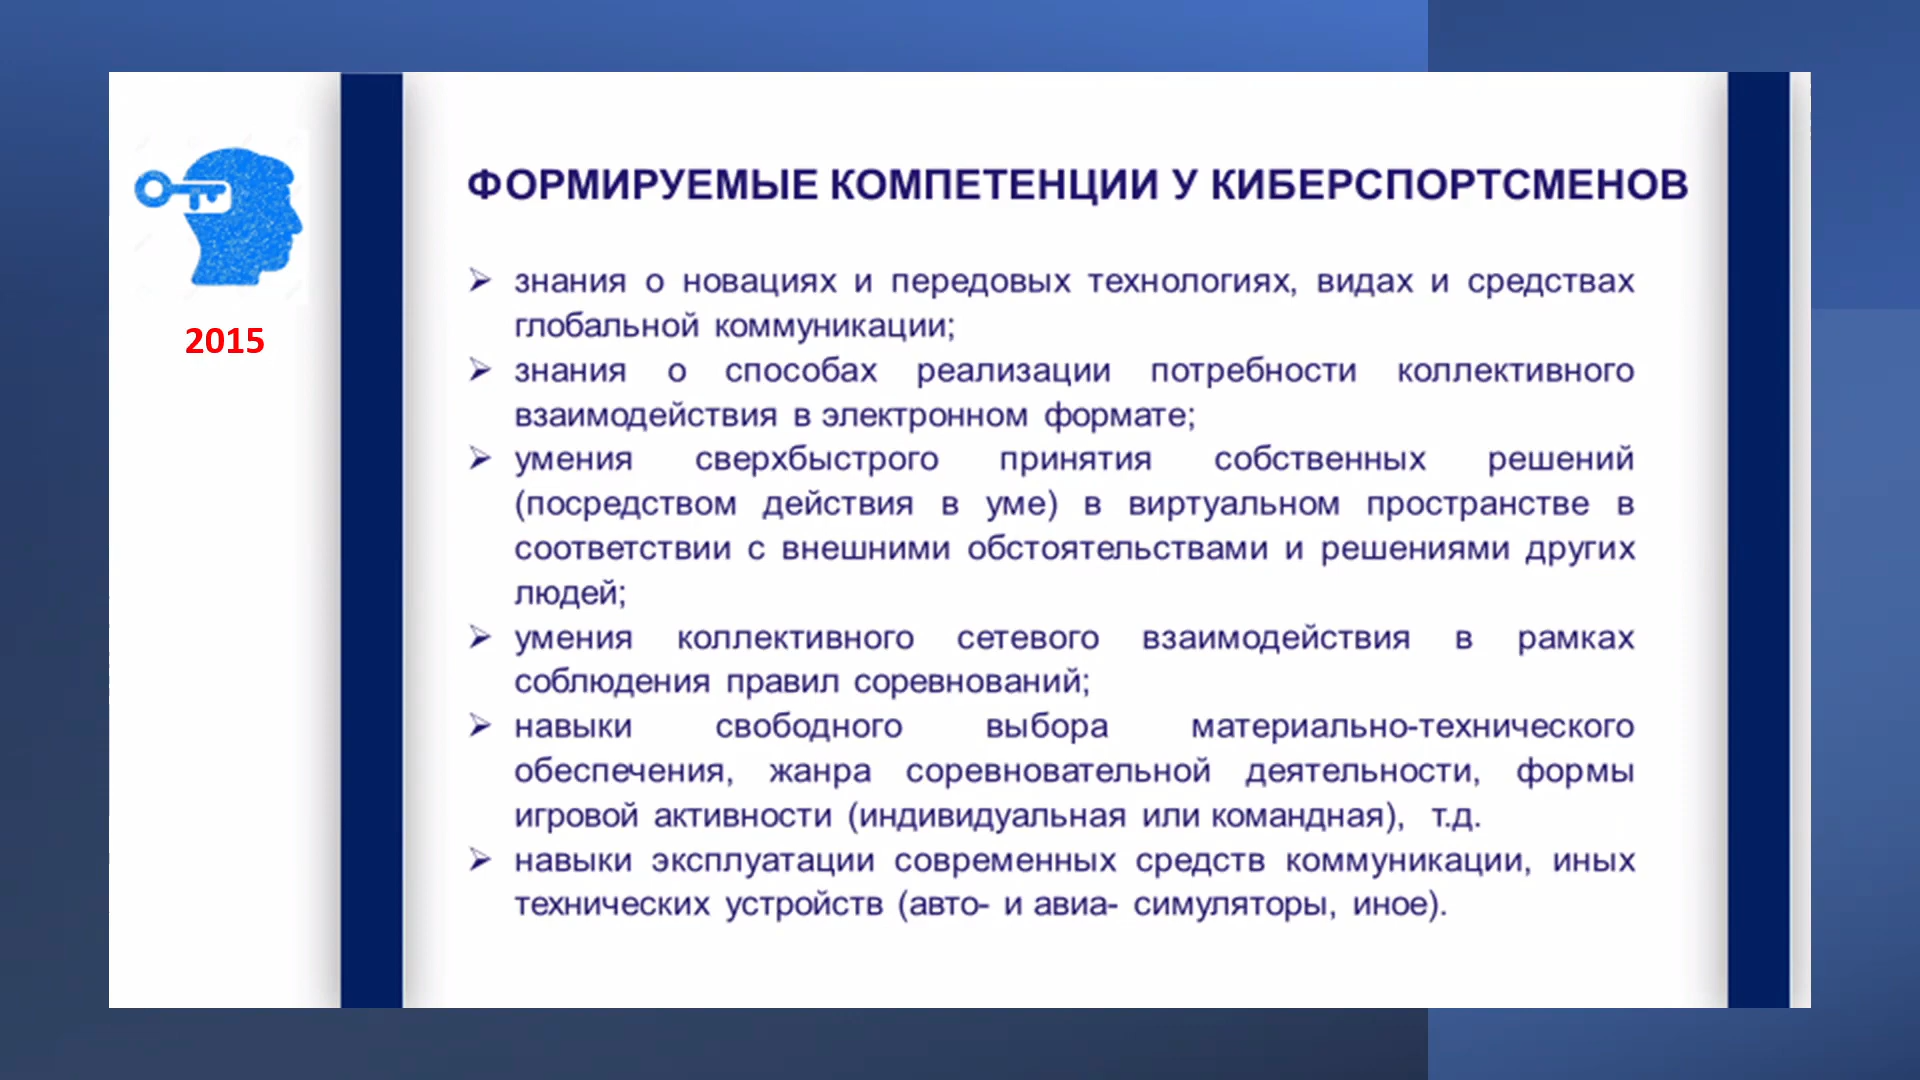 ФОРМИРУЕМЫЕ КОМПЕТЕНЦИИ У КИБЕРСПОРТСМЕНОВ
2015
знания о новациях и передовых технологиях, видах и средствах
глобальной коммуникации;
знания о способах реализации потребности коллективного
взаимодействия в электронном формате;
умения сверхбыстрого принятия собственных решений
(посредством действия в уме) в виртуальном пространстве в
соответствии с внешними обстоятельствами и решениями других
людей;
умения коллективного сетевого взаимодействия в рамках
соблюдения правил соревнований;
навыки свободного выбора материально-технического
обеспечения, жанра соревновательной деятельности, формы
игровой активности (индивидуальная или командная), т.д.
навыки эксплуатации современных средств коммуникации, иных
технических устройств (авто- и авиа- симуляторы, иное).